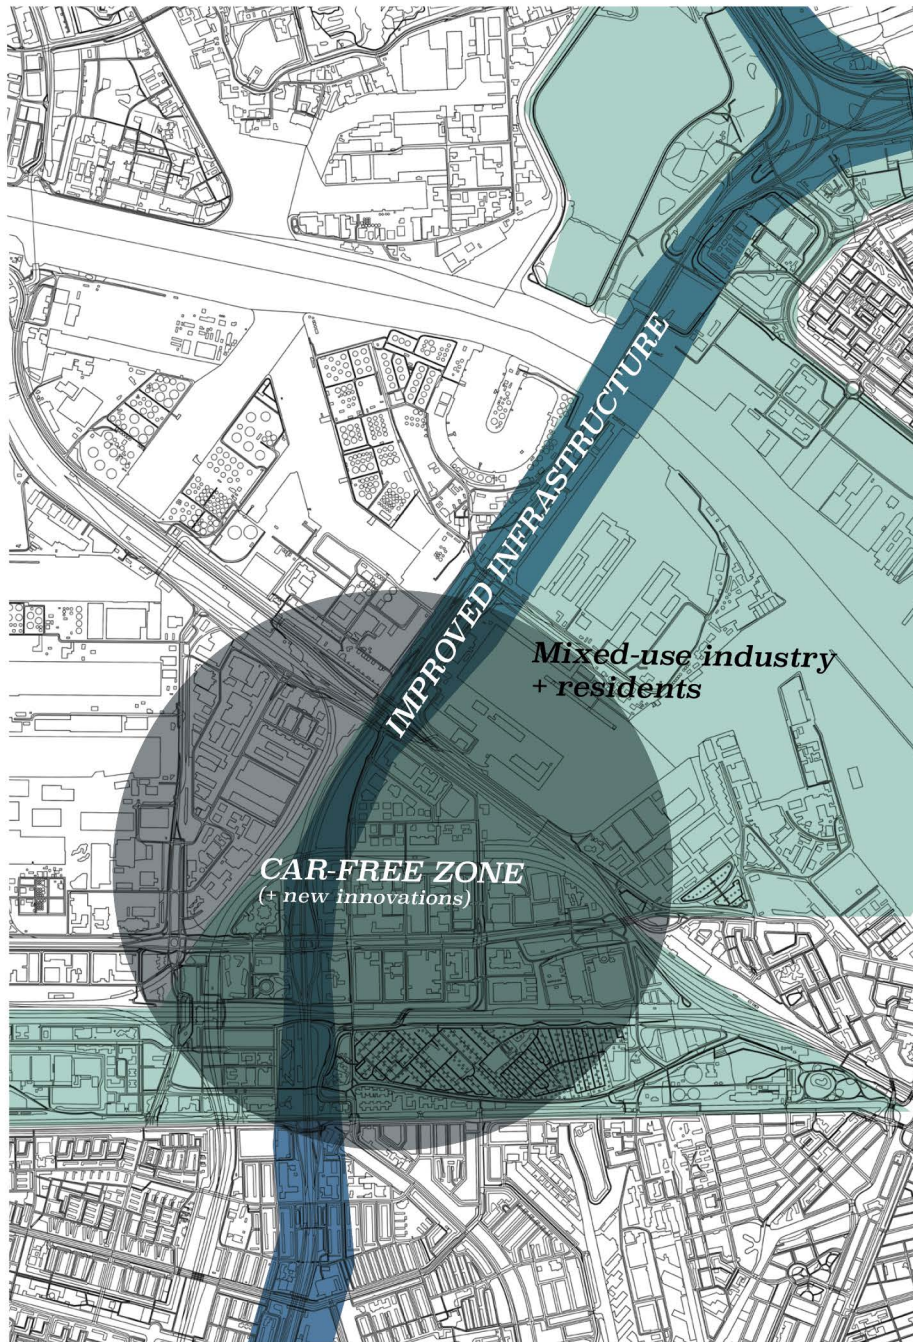 IMPROVED INFRASTRUCTURE
Mixed-use industry
+ residents
CAR-FREE ZONE
(+ new innovations)